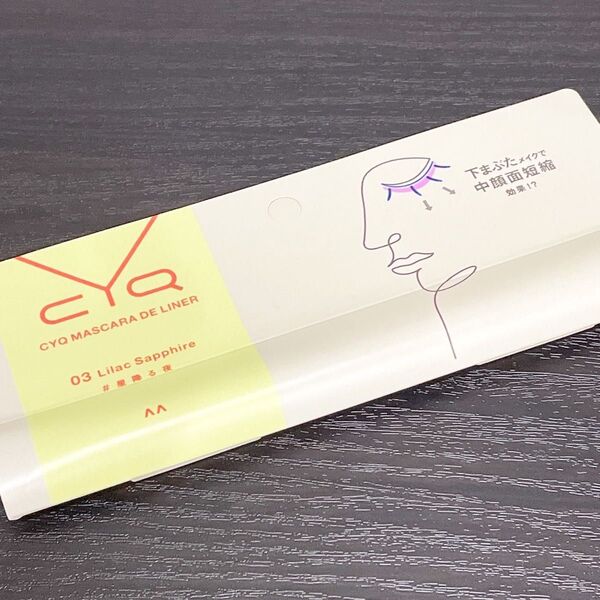 CYQ
CYQ MASCARA DE LINER
03 Lilac Sapphire
#星降る夜
下まぶたメイクで
中顔面短縮
効果!?